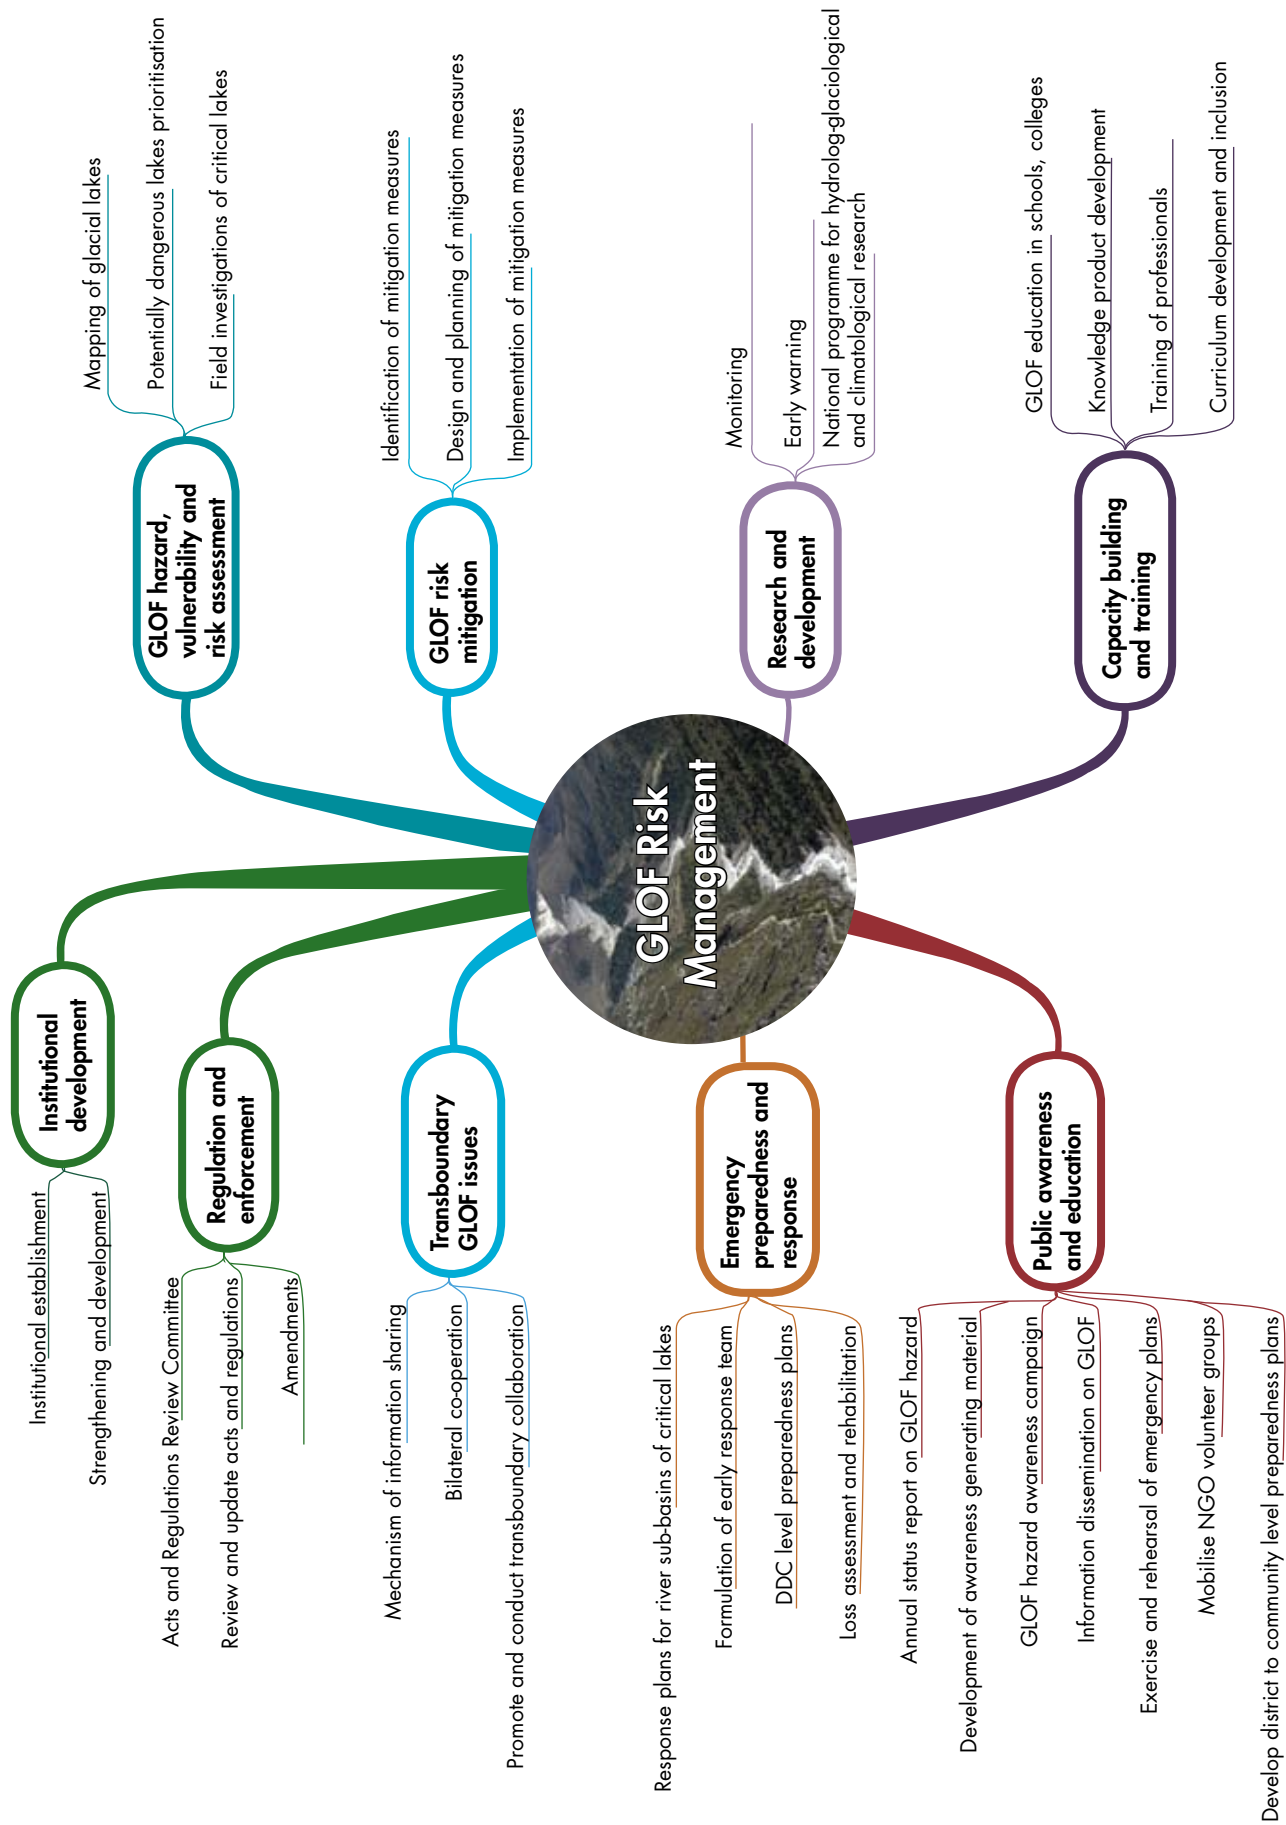 GLOF Risk
Management
Institutional
development
Institutional establishment
Strengthening and development
Regulation and
enforcement
Acts and Regulations Review Committee
Review and update acts and regulations
Amendments
Transboundary
GLOF issues
Mechanism of information sharing
Bilateral co-operation
Promote and conduct transboundary collaboration
Emergency
preparedness and
response
Response plans for river sub-basins of critical lakes
Formulation of early response team
DDC level preparedness plans
Loss assessment and rehabilitation
Public awareness
and education
Annual status report on GLOF hazard
Development of awareness generating material
GLOF hazard awareness campaign
Information dissemination on GLOF
Exercise and rehearsal of emergency plans
Mobilise NGO volunteer groups
Develop district to community level preparedness plans
GLOF hazard,
vulnerability and
risk assessment
Mapping of glacial lakes
Potentially dangerous lakes prioritisation
Field investigations of critical lakes
GLOF risk
mitigation
Identification of mitigation measures
Design and planning of mitigation measures
Implementation of mitigation measures
Research and
development
Monitoring
Early warning
National programme for hydrolog-glaciological
and climatological research
Capacity building
and training
GLOF education in schools, colleges
Knowledge product development
Training of professionals
Curriculum development and inclusion